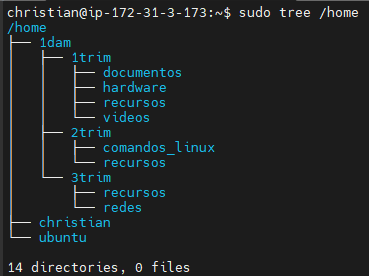 christian@ip-172-31-3-173:~$ sudo tree /home
/home
├── 1dam
│   ├── 1trim
│   │   ├── documentos
│   │   ├── hardware
│   │   ├── recursos
│   │   └── videos
│   ├── 2trim
│   │   ├── comandos_linux
│   │   └── recursos
│   └── 3trim
│       ├── recursos
│       └── redes
├── christian
└── ubuntu

14 directories, 0 files